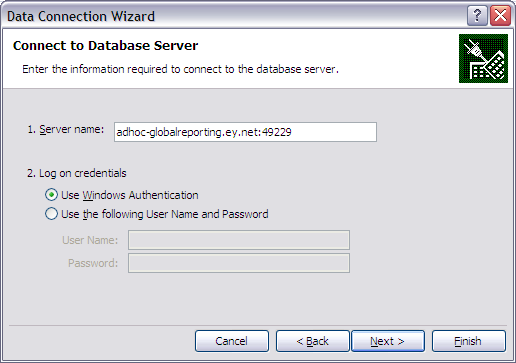 Data Connection Wizard
Connect to Database Server
Enter the information required to connect to the database server.
1. Server name: adhoc-globalreporting.ey.net:49229
2. Log on credentials
Use Windows Authentication
Use the following User Name and Password
User Name:
Password:
Cancel < Back Next > Finish